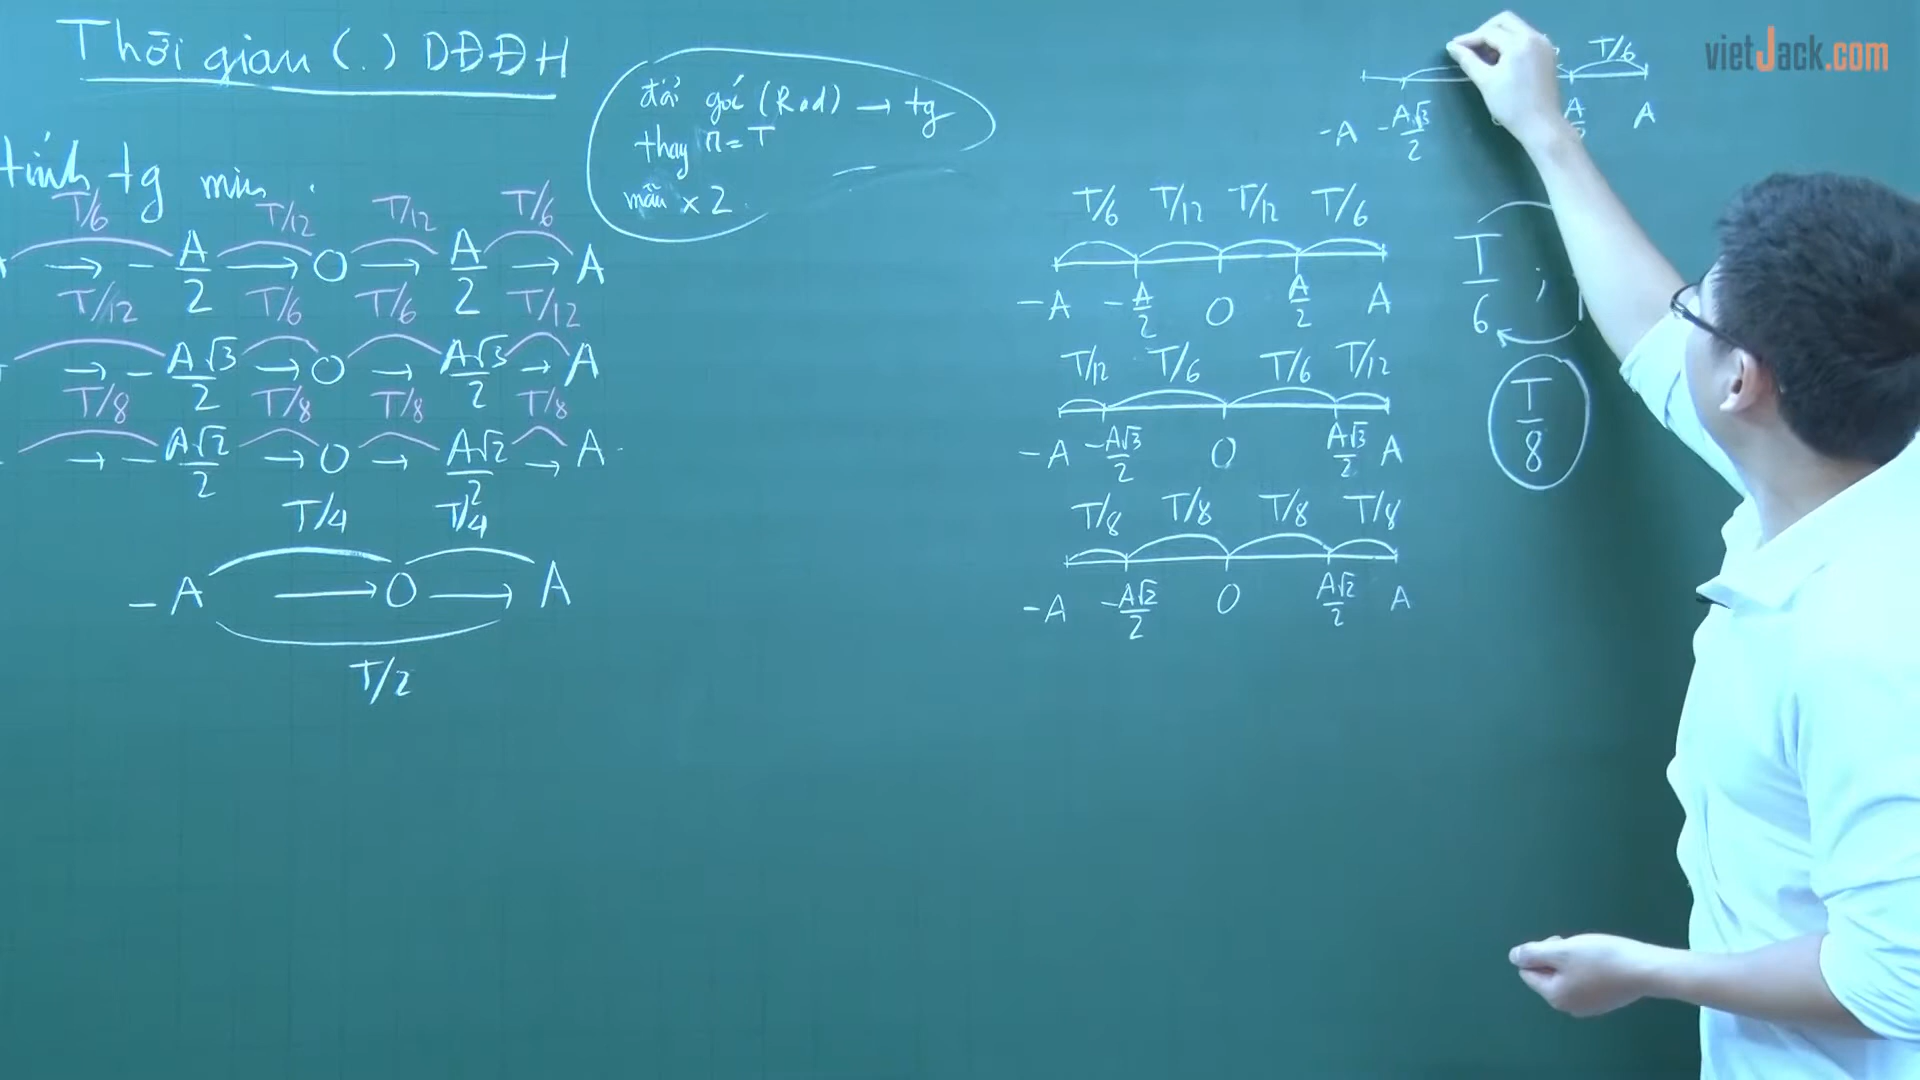 Thời gian (.) DĐĐH
tính tg min.
đổi góc (Rad) → tg
thay π = T
mẫu x 2.
T/6 T/12 T/12 T/6
→ -A/2 → O → A/2 → A
T/12 T/6 T/6 T/12
→ -A√3/2 → O → A√3/2 → A
T/8 T/8 T/8 T/8
→ -A√2/2 → O → A√2/2 → A
T/4 T/4
-A → O → A
T/2
T/6
-A -A√3/2 A
T/6 T/12 T/12 T/6
-A -A/2 O A/2 A
T/12 T/6 T/6 T/12
-A -A√3/2 O A√3/2 A
T/8 T/8 T/8 T/8
-A -A√2/2 O A√2/2 A
T/6 ;
T/8
vietJack.com